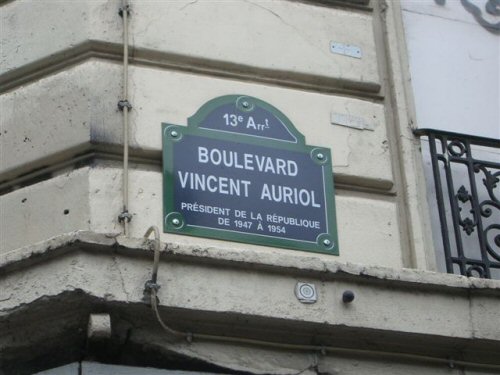 13e Arrt
BOULEVARD
VINCENT AURIOL
PRÉSIDENT DE LA RÉPUBLIQUE
DE 1947 À 1954